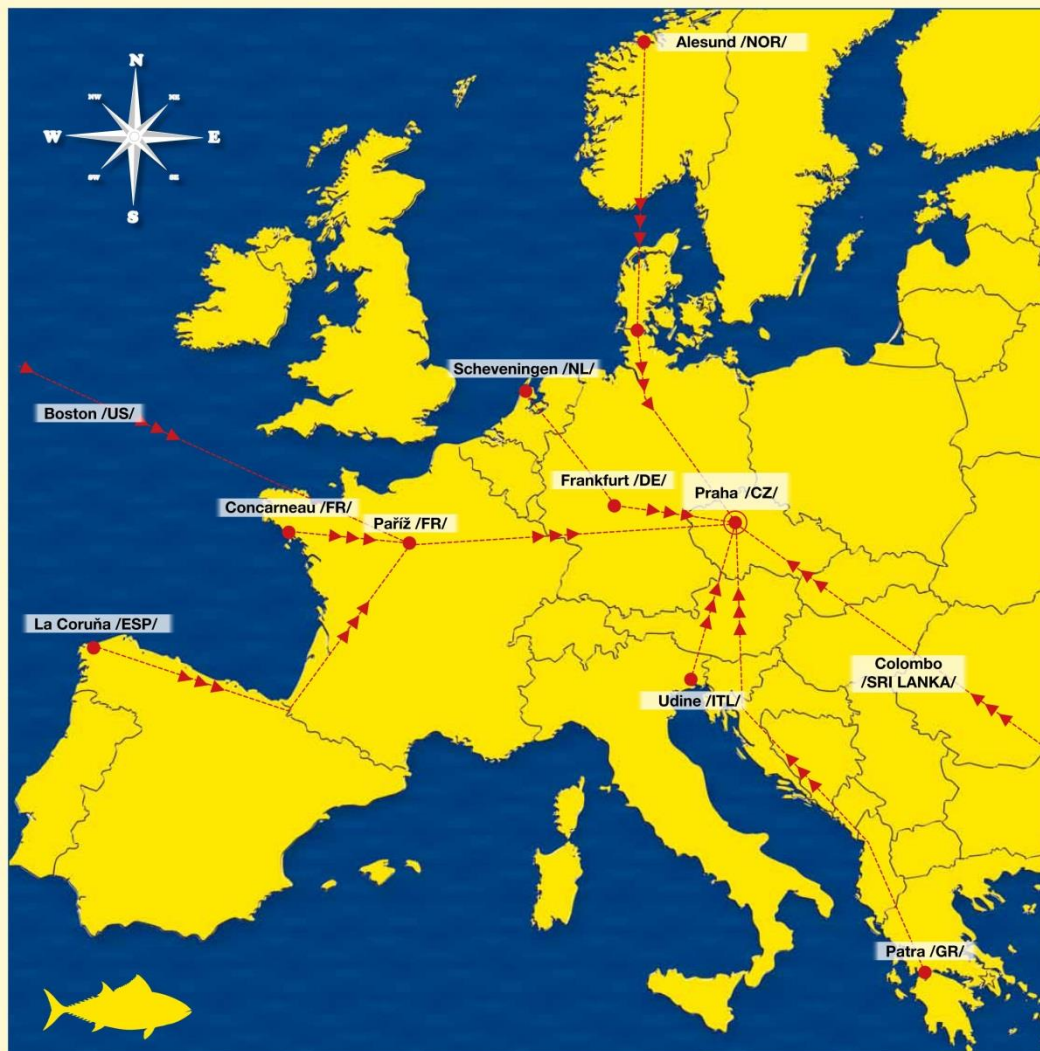 Alesund /NOR/
N
NW
NE
W
E
SW
SE
S
Scheveningen /NL/
Boston /US/
Frankfurt /DE/
Praha /CZ/
Concarneau /FR/
Paříž /FR/
La Coruňa /ESP/
Colombo
/SRI LANKA/
Udine /ITL/
Patra /GR/